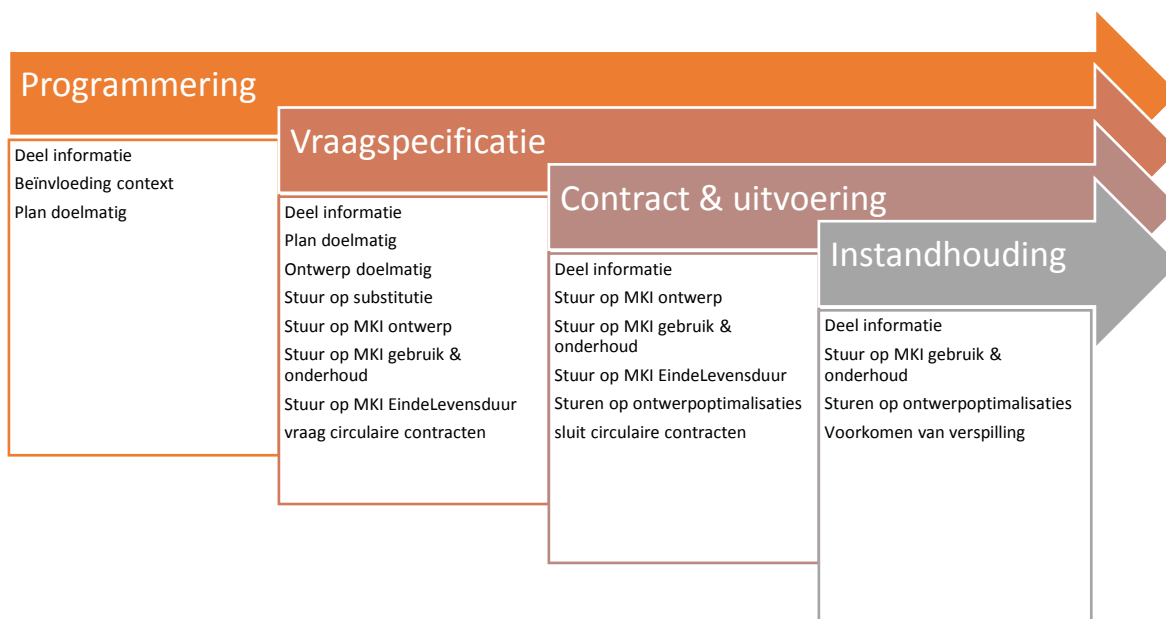 Programmering
Deel informatie
Beïnvloeding context
Plan doelmatig
Vraagspecificatie
Deel informatie
Plan doelmatig
Ontwerp doelmatig
Stuur op substitutie
Stuur op MKI ontwerp
Stuur op MKI gebruik &
onderhoud
Stuur op MKI EindeLevensduur
vraag circulaire contracten
Contract & uitvoering
Deel informatie
Stuur op MKI ontwerp
Stuur op MKI gebruik &
onderhoud
Stuur op MKI EindeLevensduur
Sturen op ontwerpoptimalisaties
sluit circulaire contracten
Instandhouding
Deel informatie
Stuur op MKI gebruik &
onderhoud
Sturen op ontwerpoptimalisaties
Voorkomen van verspilling